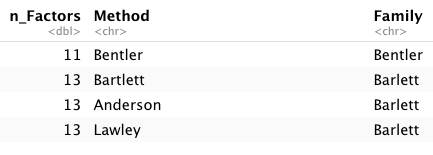 n_Factors Method Family
<dbl> <chr> <chr>
11 Bentler Bentler
13 Bartlett Barlett
13 Anderson Barlett
13 Lawley Barlett